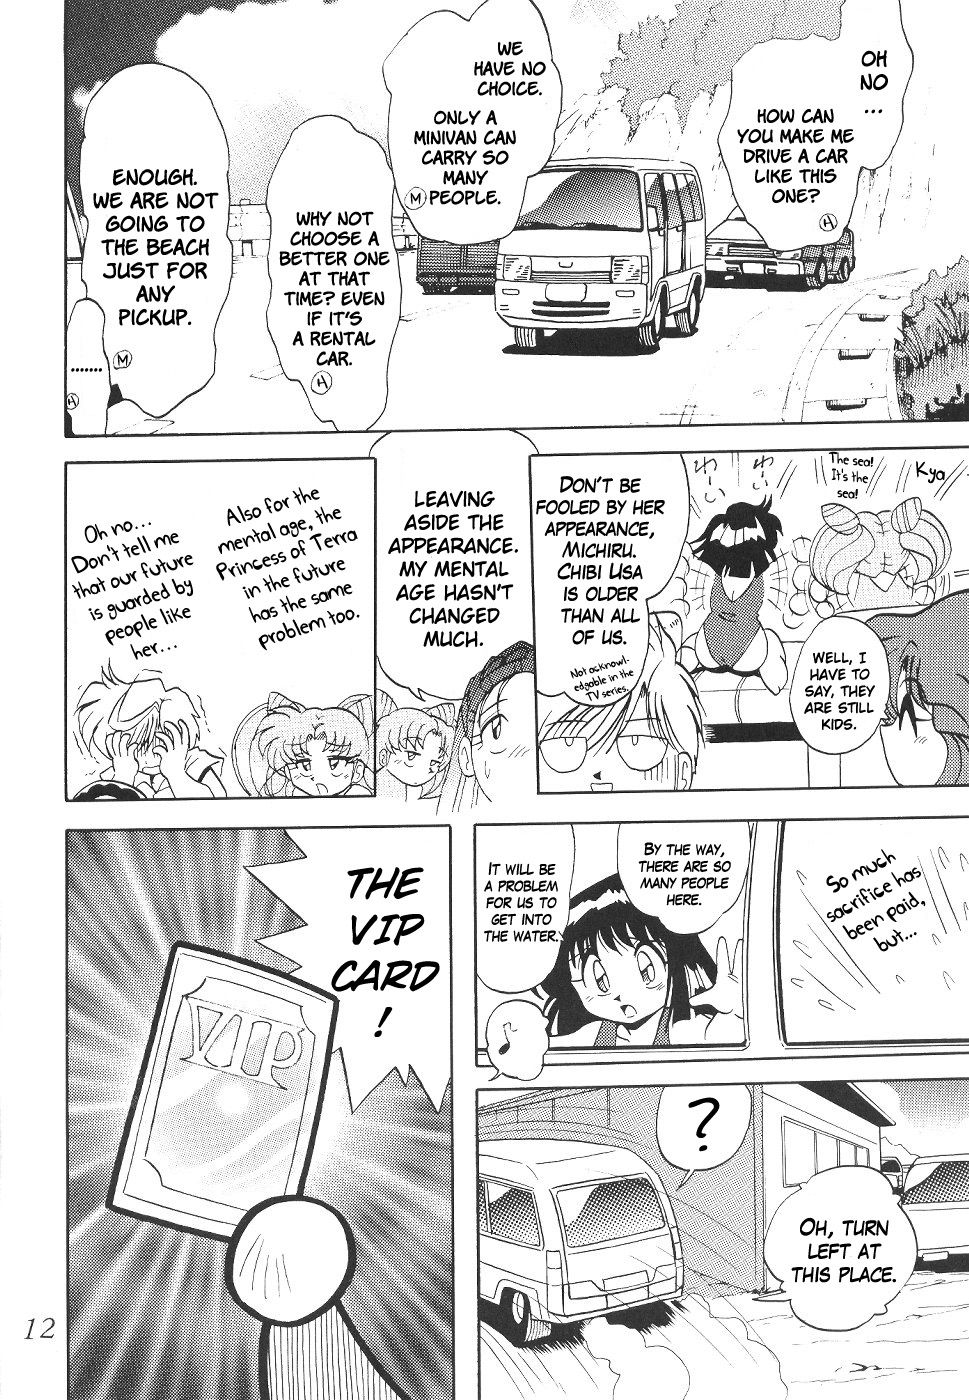 OH
NO
...
HOW CAN
YOU MAKE ME
DRIVE A CAR
LIKE THIS
ONE?
H
WE
HAVE NO
CHOICE.
ONLY A
MINIVAN CAN
CARRY SO
MANY
PEOPLE.
M
WHY NOT
CHOOSE A
BETTER ONE
AT THAT
TIME? EVEN
IF IT'S
A RENTAL
CAR.
H
ENOUGH.
WE ARE NOT
GOING TO
THE BEACH
JUST FOR
ANY
PICKUP.
M
........
H
Kya
The sea!
It's the
sea!
わーい
わーい
WELL, I
HAVE TO
SAY, THEY
ARE STILL
KIDS.
DON'T BE
FOOLED BY HER
APPEARANCE,
MICHIRU.
CHIBI USA
IS OLDER
THAN ALL
OF US.
Not acknowl-
edgable in the
TV series.
LEAVING
ASIDE THE
APPEARANCE.
MY MENTAL
AGE HASN'T
CHANGED
MUCH.
Also for the
mental age, the
Princess of Terra
in the future
has the same
problem too.
Oh no...
Don't tell me
that our future
is guarded by
people like
her...
So much
sacrifice has
been paid,
but...
BY THE WAY,
THERE ARE SO
MANY PEOPLE
HERE.
IT WILL BE
A PROBLEM
FOR US TO
GET INTO
THE WATER.
♪
?
OH, TURN
LEFT AT
THIS PLACE.
THE
VIP
CARD
!
VIP
12